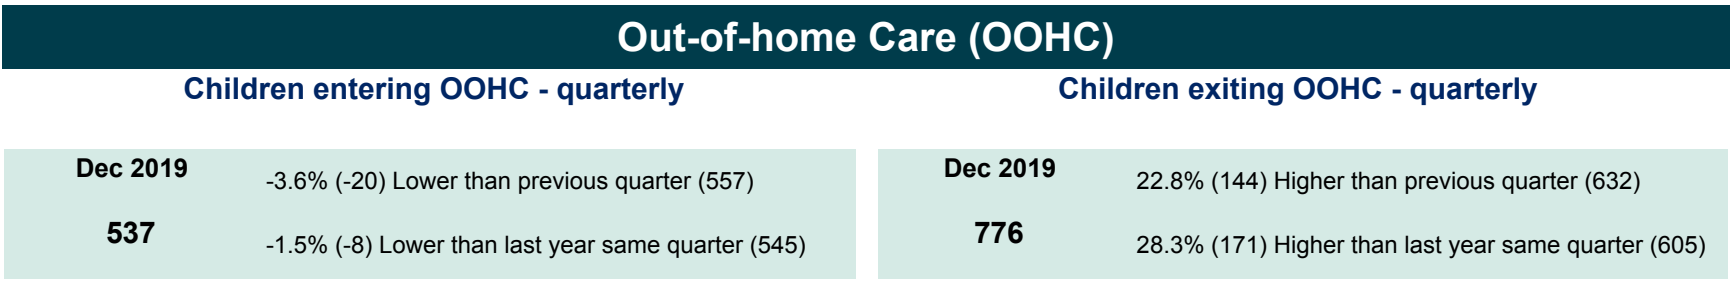 Out-of-home Care (OOHC)
Children entering OOHC - quarterly
Dec 2019
-3.6% (-20) Lower than previous quarter (557)
537
-1.5% (-8) Lower than last year same quarter (545)
Children exiting OOHC - quarterly
Dec 2019
22.8% (144) Higher than previous quarter (632)
776
28.3% (171) Higher than last year same quarter (605)